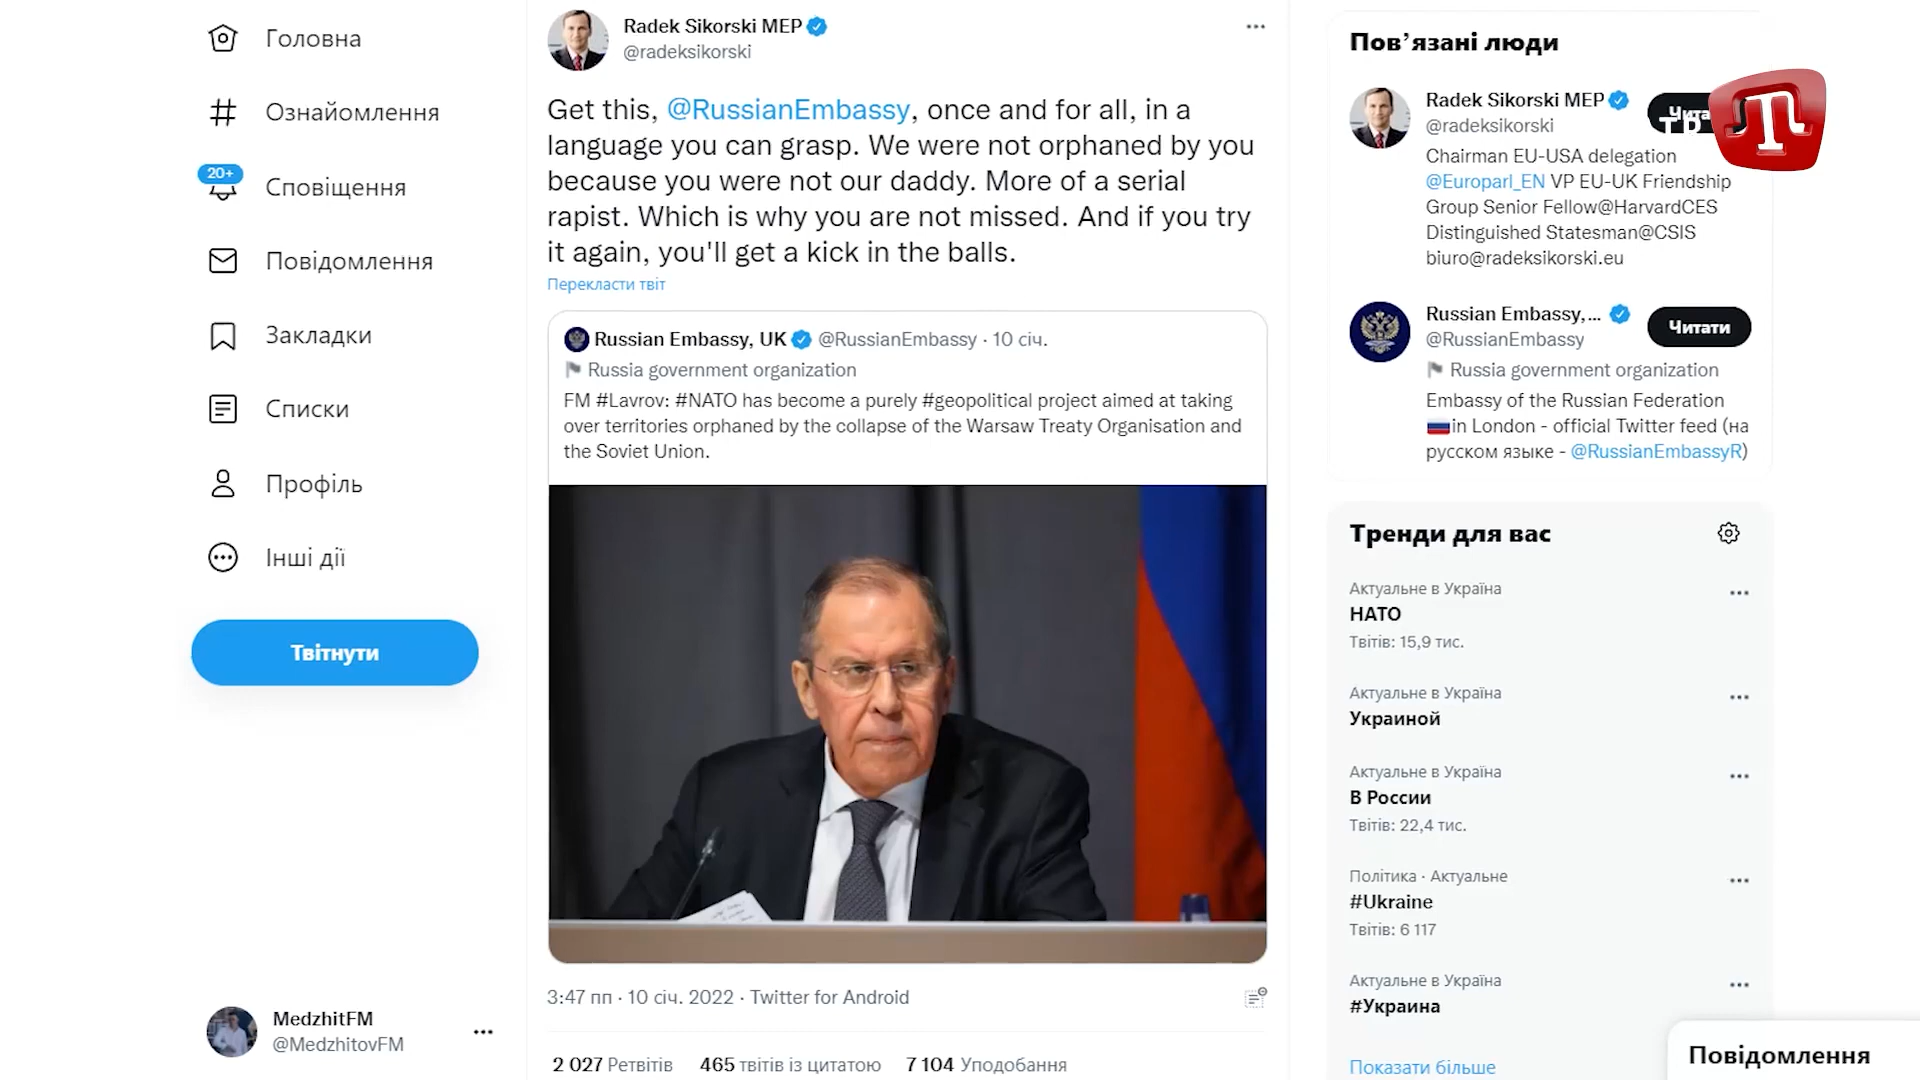 Головна
Ознайомлення
20+
Сповіщення
Повідомлення
Закладки
Списки
Профіль
Інші дії
Твітнути
MedzhitFM
@MedzhitovFM
Radek Sikorski MEP
@radeksikorski
Get this, @RussianEmbassy, once and for all, in a
language you can grasp. We were not orphaned by you
because you were not our daddy. More of a serial
rapist. Which is why you are not missed. And if you try
it again, you'll get a kick in the balls.
Перекласти твіт
Russian Embassy, UK @RussianEmbassy · 10 січ.
Russia government organization
FM #Lavrov: #NATO has become a purely #geopolitical project aimed at taking
over territories orphaned by the collapse of the Warsaw Treaty Organisation and
the Soviet Union.
3:47 пп · 10 січ. 2022 · Twitter for Android
2 027 Ретвітів 465 твітів із цитатою 7 104 Уподобання
Пов’язані люди
Radek Sikorski MEP
@radeksikorski
Chairman EU-USA delegation
@Europarl_EN VP EU-UK Friendship
Group Senior Fellow@HarvardCES
Distinguished Statesman@CSIS
biuro@radeksikorski.eu
Russian Embassy,...
@RussianEmbassy
Читати
Russia government organization
Embassy of the Russian Federation
in London - official Twitter feed (на
русском языке - @RussianEmbassyR)
Тренди для вас
Актуальне в Україна
НАТО
Твітів: 15,9 тис.
Актуальне в Україна
Украиной
Актуальне в Україна
В России
Твітів: 22,4 тис.
Політика · Актуальне
#Ukraine
Твітів: 6 117
Актуальне в Україна
#Украина
Показати більше
Повідомлення